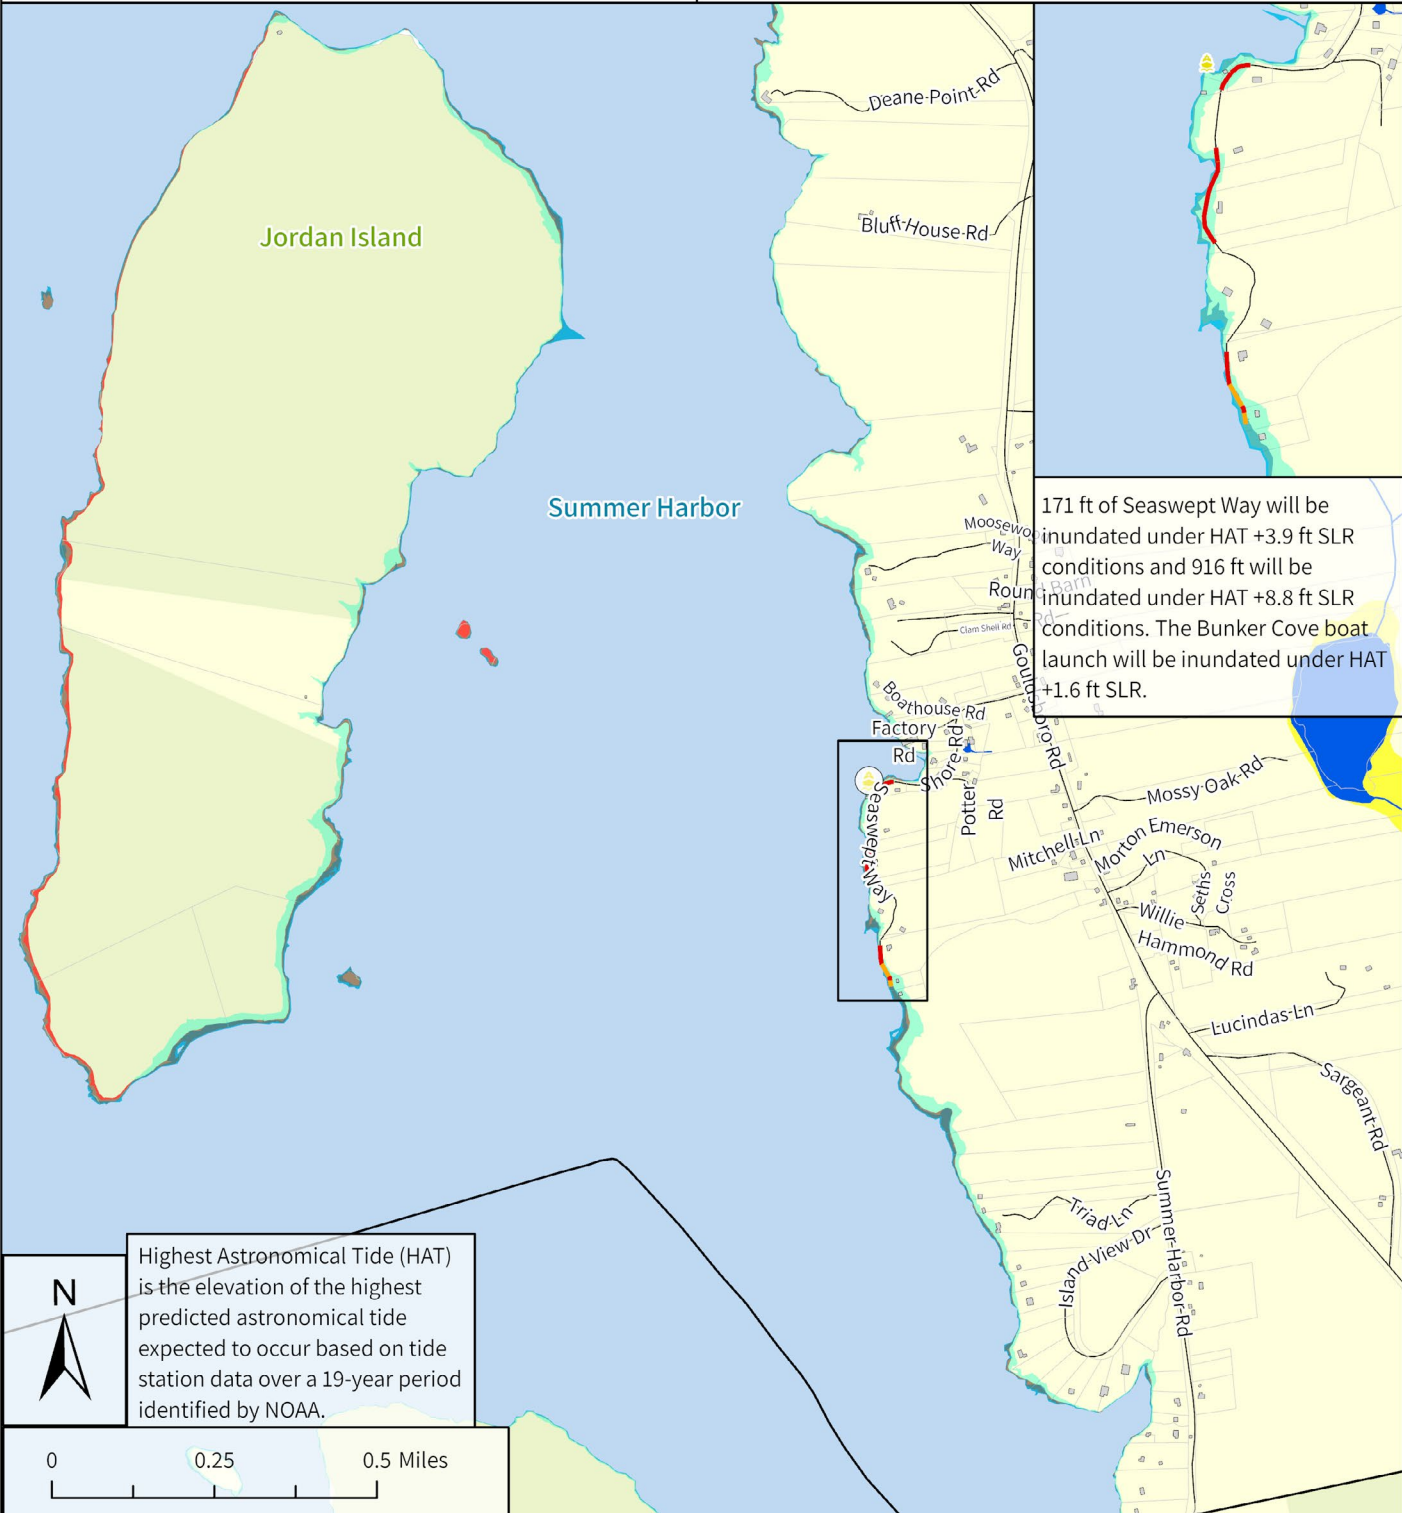 Deane Point Rd
Jordan Island
Bluff House Rd
Summer Harbor
171 ft of Seaswept Way will be
inundated under HAT +3.9 ft SLR
conditions and 916 ft will be
inundated under HAT +8.8 ft SLR
conditions. The Bunker Cove boat
launch will be inundated under HAT
+1.6 ft SLR.
Way
Round Barn
Rd
Clam Shell Rd
Gouldsboro Rd
Boathouse Rd
Factory
Rd
Shore Rd
Potter
Rd
Seaswept Way
Mossy Oak Rd
Mitchell Ln
Morton Emerson
Ln
Seths
Cross
Willie
Hammond Rd
Lucindas Ln
Sargeant Rd
Triad Ln
Island View Dr
Summer Harbor Rd
N
Highest Astronomical Tide (HAT)
is the elevation of the highest
predicted astronomical tide
expected to occur based on tide
station data over a 19-year period
identified by NOAA.
0 0.25 0.5 Miles